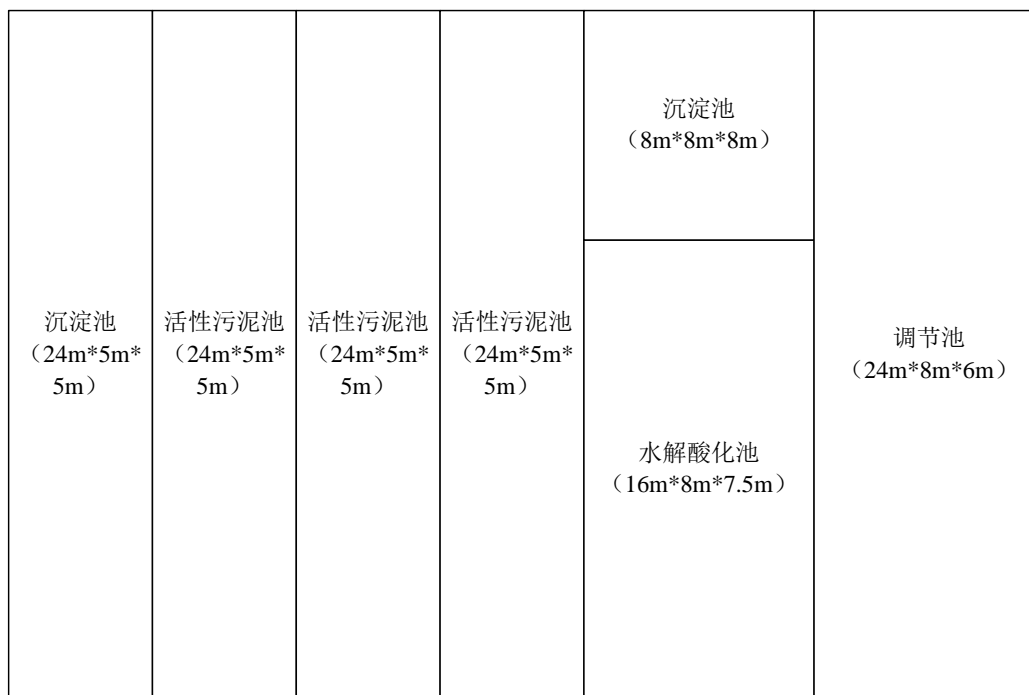 沉淀池
（24m*5m*
5m）
活性污泥池
（24m*5m*
5m）
活性污泥池
（24m*5m*
5m）
活性污泥池
（24m*5m*
5m）
沉淀池
（8m*8m*8m）
水解酸化池
（16m*8m*7.5m）
调节池
（24m*8m*6m）